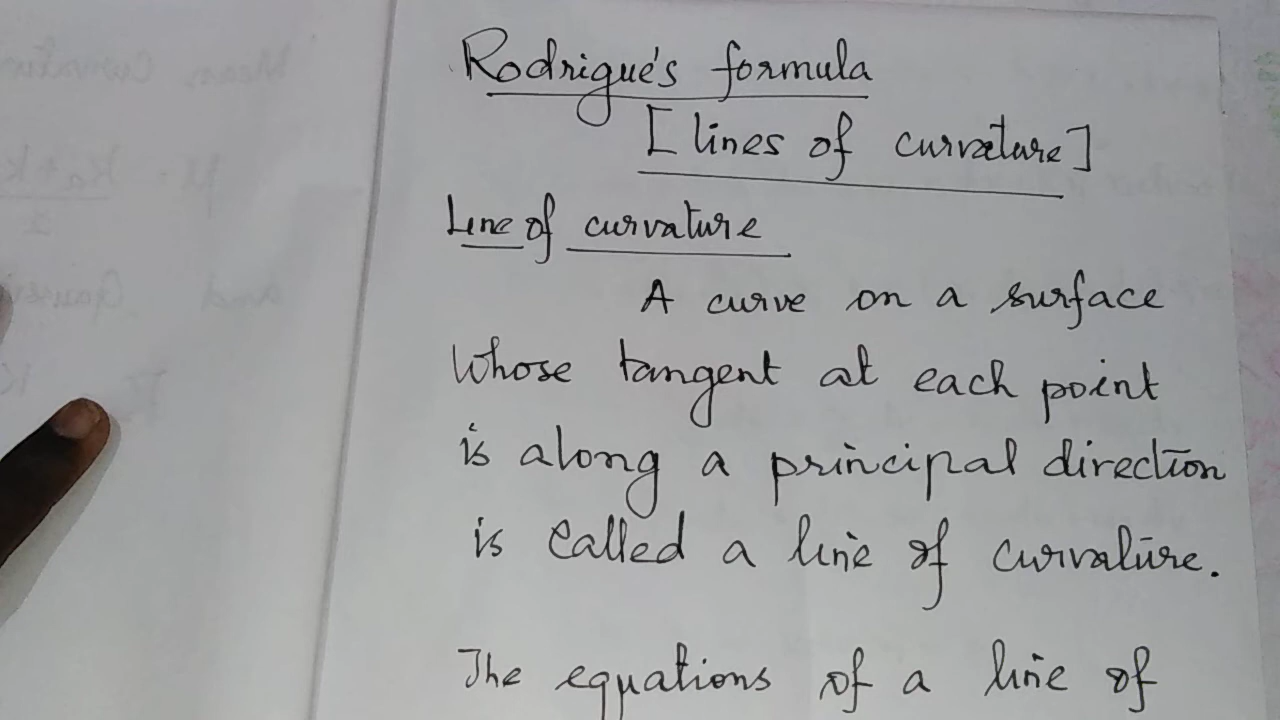 Rodrigue's formula
[lines of curvature]
Line of curvature
A curve on a surface
whose tangent at each point
is along a principal direction
is called a line of curvature.
The equations of a line of